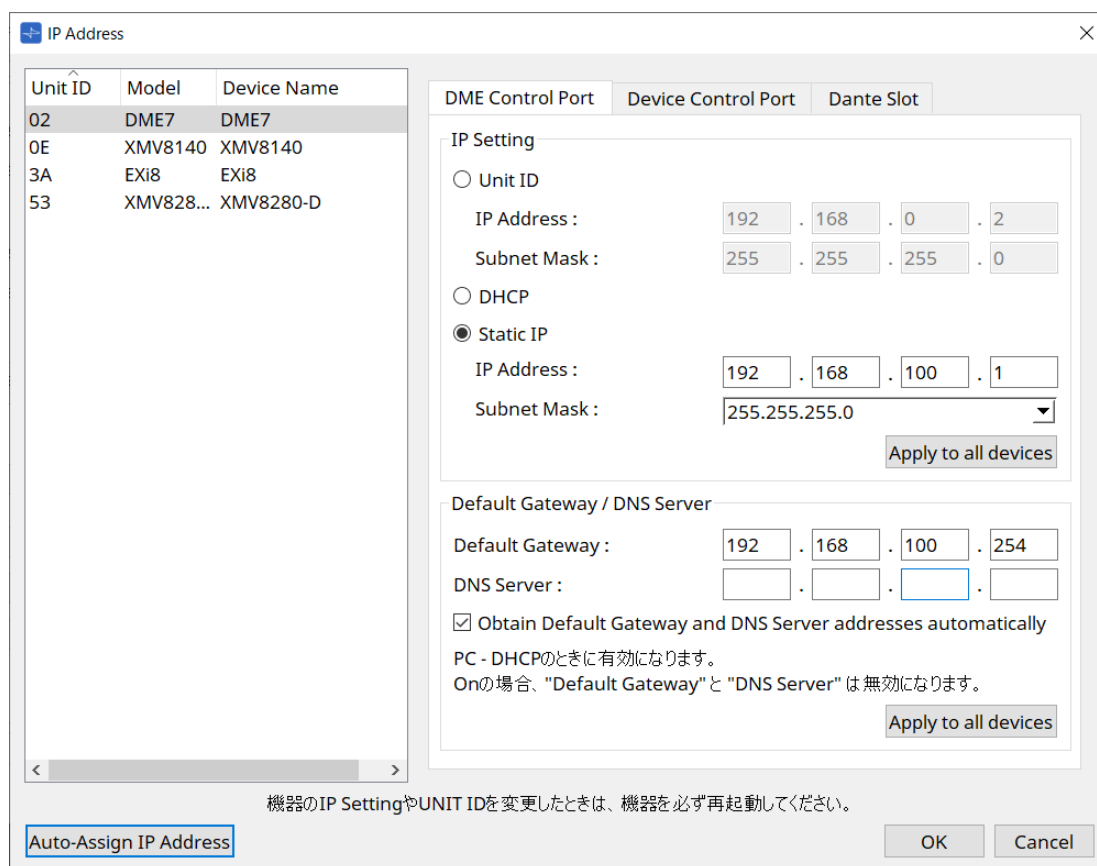 IP Address
Unit ID Model Device Name
02 DME7 DME7
0E XMV8140 XMV8140
3A EXi8 EXi8
53 XMV828... XMV8280-D
DME Control Port Device Control Port Dante Slot
IP Setting
Unit ID
IP Address : 192 . 168 . 0 . 2
Subnet Mask : 255 . 255 . 255 . 0
DHCP
Static IP
IP Address : 192 . 168 . 100 . 1
Subnet Mask : 255.255.255.0
Apply to all devices
Default Gateway / DNS Server
Default Gateway : 192 . 168 . 100 . 254
DNS Server : . . .
Obtain Default Gateway and DNS Server addresses automatically
PC - DHCPのときに有効になります。
Onの場合、"Default Gateway"と "DNS Server" は無効になります。
Apply to all devices
機器のIP SettingやUNIT IDを変更したときは、機器を必ず再起動してください。
Auto-Assign IP Address OK Cancel